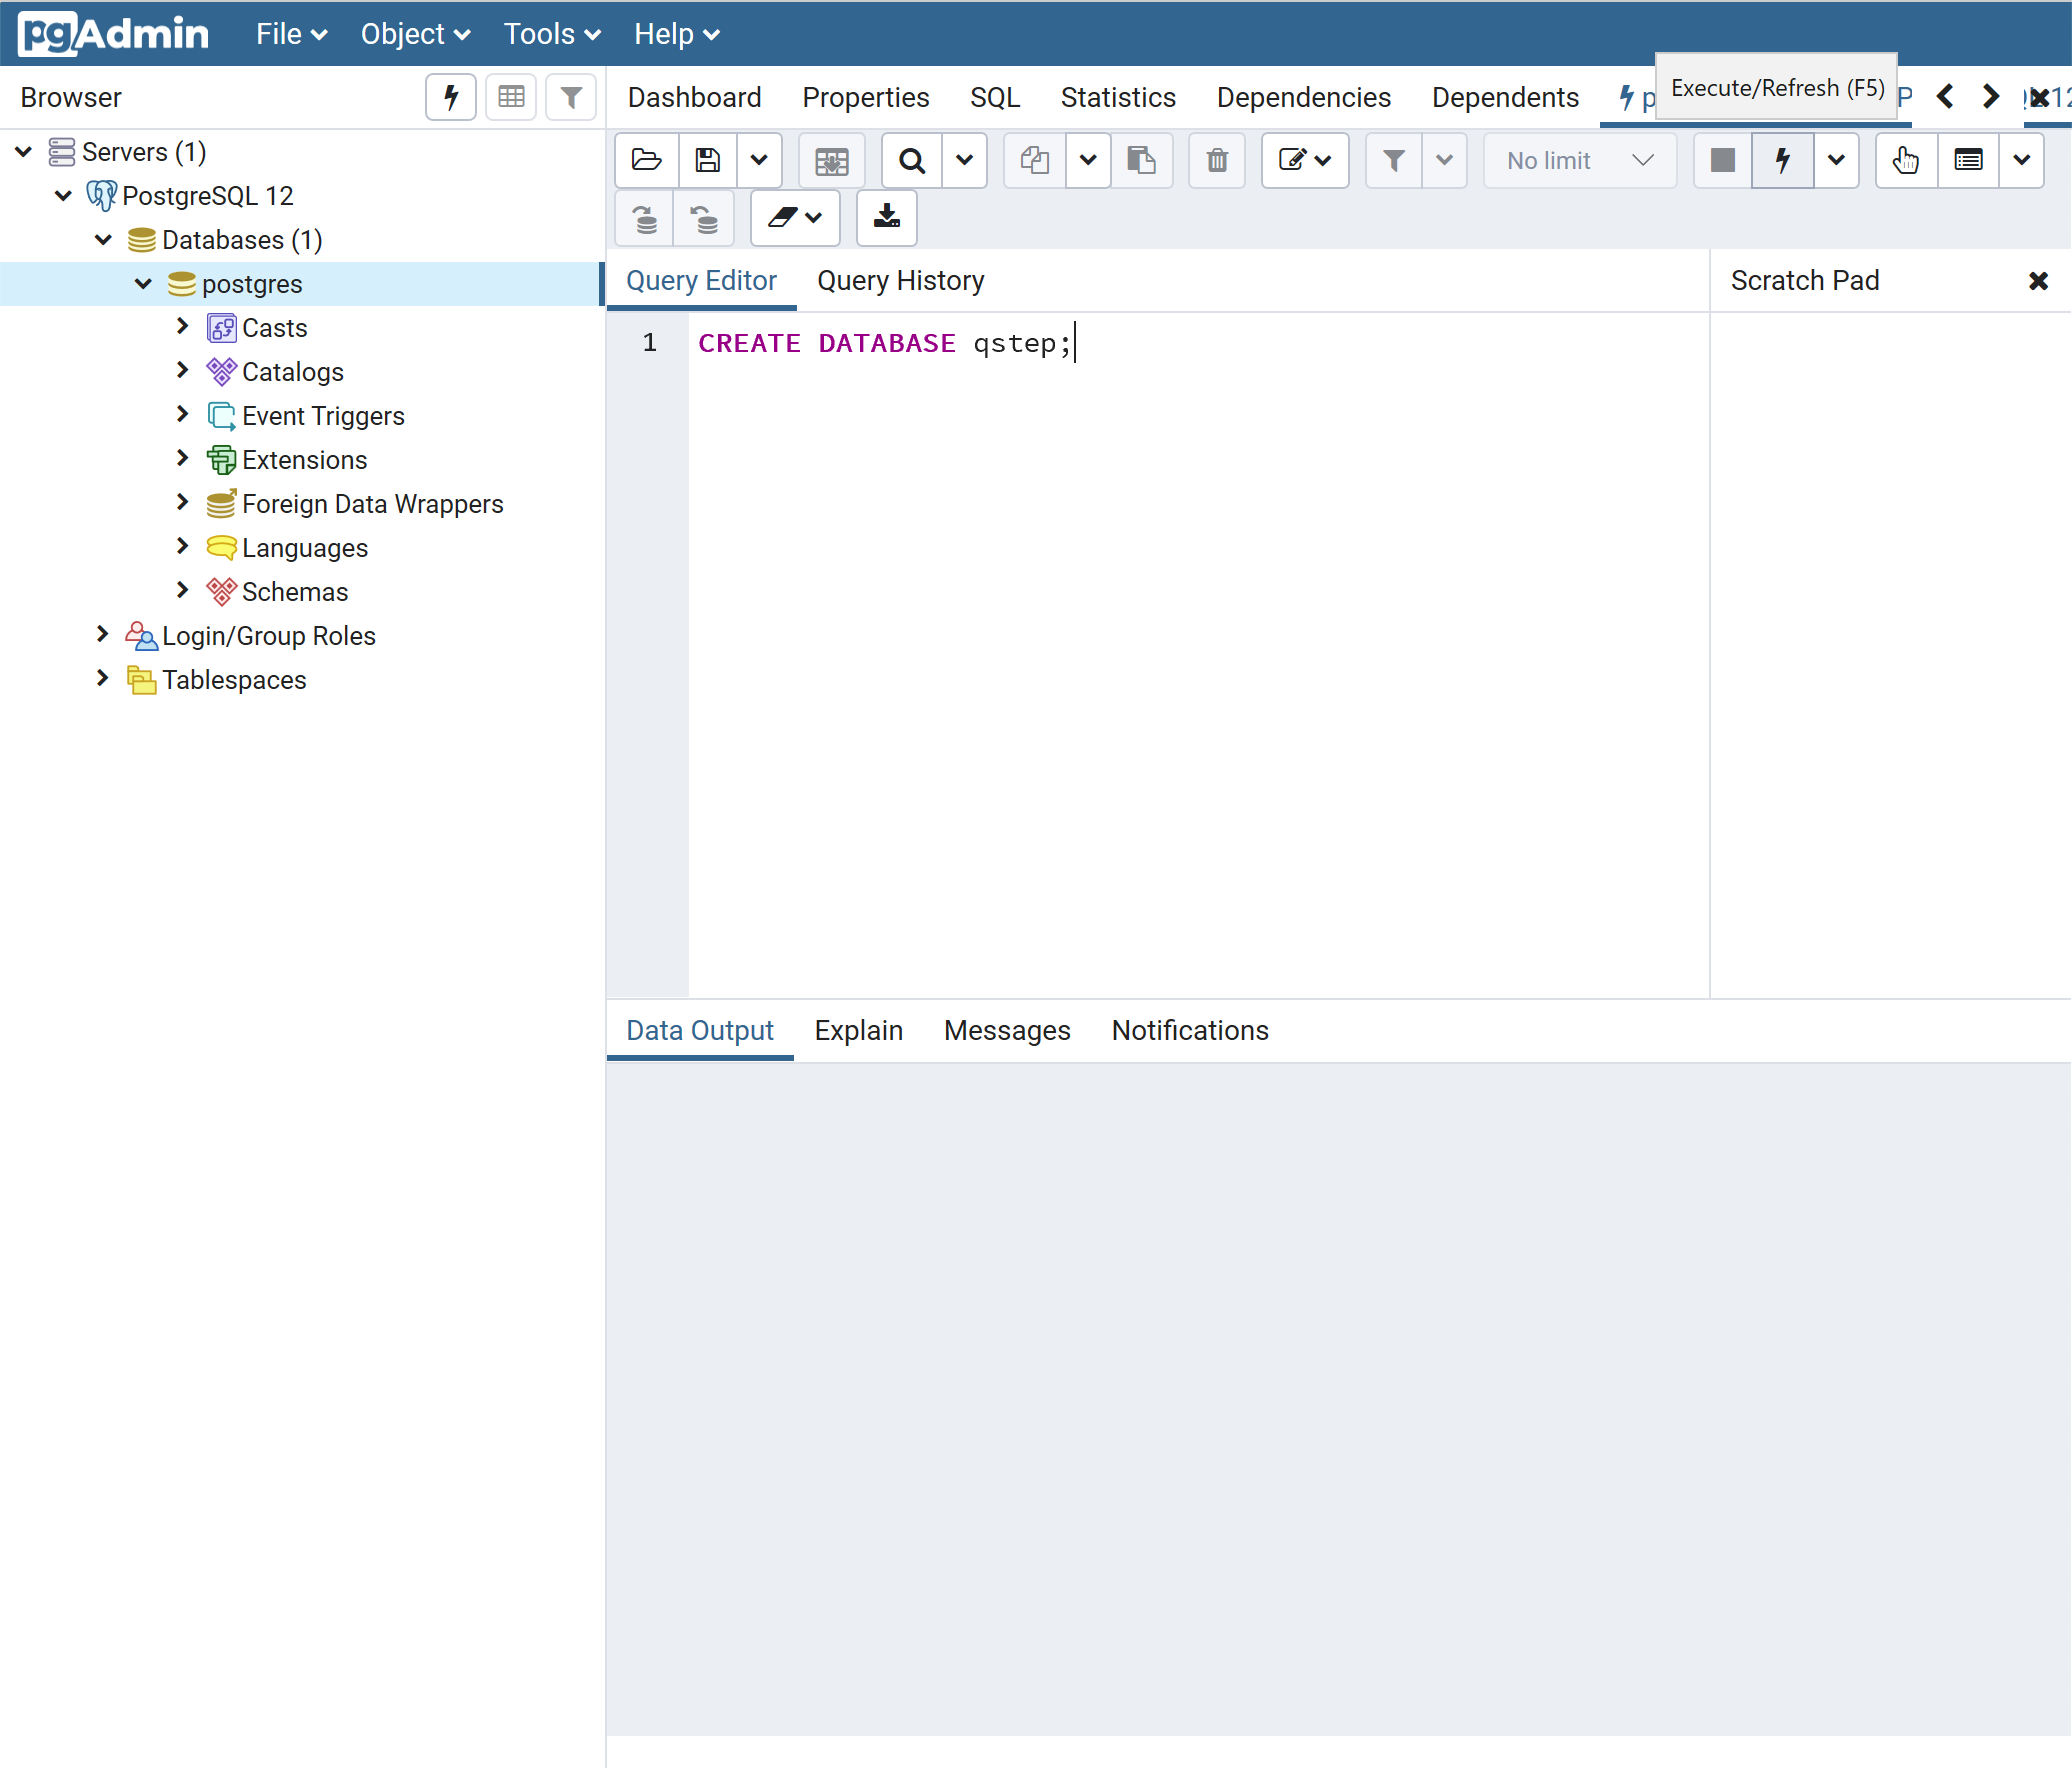 pgAdmin File Object Tools Help
Browser
Dashboard Properties SQL Statistics Dependencies Dependents
Execute/Refresh (F5)
Servers (1)
PostgreSQL 12
Databases (1)
postgres
Casts
Catalogs
Event Triggers
Extensions
Foreign Data Wrappers
Languages
Schemas
Login/Group Roles
Tablespaces
No limit
Query Editor Query History
Scratch Pad
1 CREATE DATABASE qstep;
Data Output Explain Messages Notifications